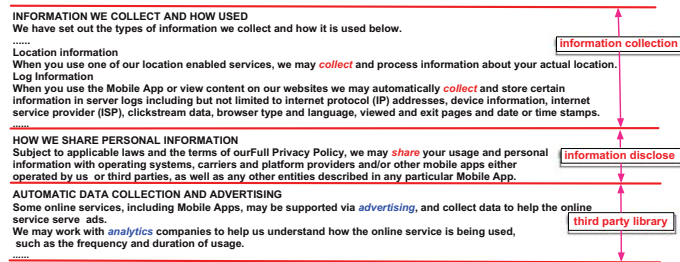 INFORMATION WE COLLECT AND HOW USED
We have set out the types of information we collect and how it is used below.
......
Location information
When you use one of our location enabled services, we may collect and process information about your actual location.
Log Information
When you use the Mobile App or view content on our websites we may automatically collect and store certain
information in server logs including but not limited to internet protocol (IP) addresses, device information, internet
service provider (ISP), clickstream data, browser type and language, viewed and exit pages and date or time stamps.
......
information collection
HOW WE SHARE PERSONAL INFORMATION
Subject to applicable laws and the terms of ourFull Privacy Policy, we may share your usage and personal
information with operating systems, carriers and platform providers and/or other mobile apps either
operated by us or third parties, as well as any other entities described in any particular Mobile App.
information disclose
AUTOMATIC DATA COLLECTION AND ADVERTISING
Some online services, including Mobile Apps, may be supported via advertising, and collect data to help the online
service serve ads.
We may work with analytics companies to help us understand how the online service is being used,
such as the frequency and duration of usage.
......
third party library